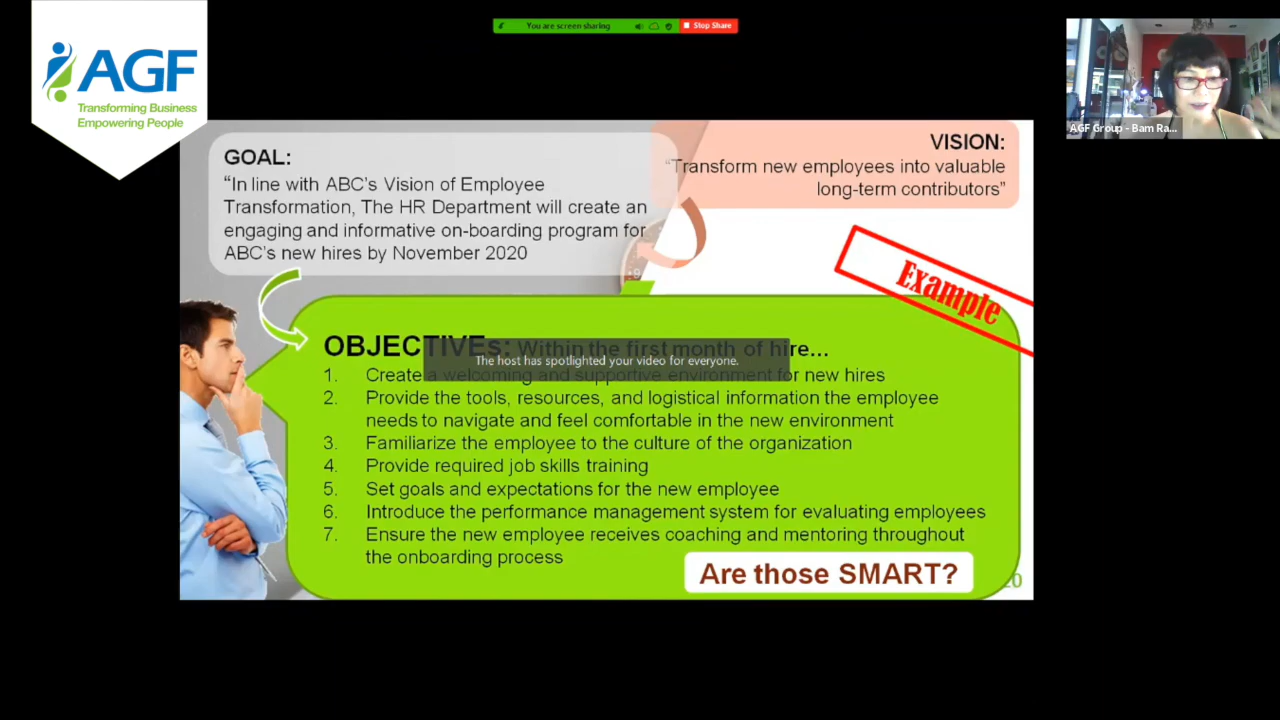 You are screen sharing
Stop Share
AGF
Transforming Business
Empowering People
AGF Group - Bam Ra...
GOAL:
“In line with ABC’s Vision of Employee
Transformation, The HR Department will create an
engaging and informative on-boarding program for
ABC’s new hires by November 2020
VISION:
“Transform new employees into valuable
long-term contributors”
Example
OBJECTIVEs: Within the first month of hire...
The host has spotlighted your video for everyone.
1. Create a welcoming and supportive environment for new hires
2. Provide the tools, resources, and logistical information the employee
needs to navigate and feel comfortable in the new environment
3. Familiarize the employee to the culture of the organization
4. Provide required job skills training
5. Set goals and expectations for the new employee
6. Introduce the performance management system for evaluating employees
7. Ensure the new employee receives coaching and mentoring throughout
the onboarding process
Are those SMART?